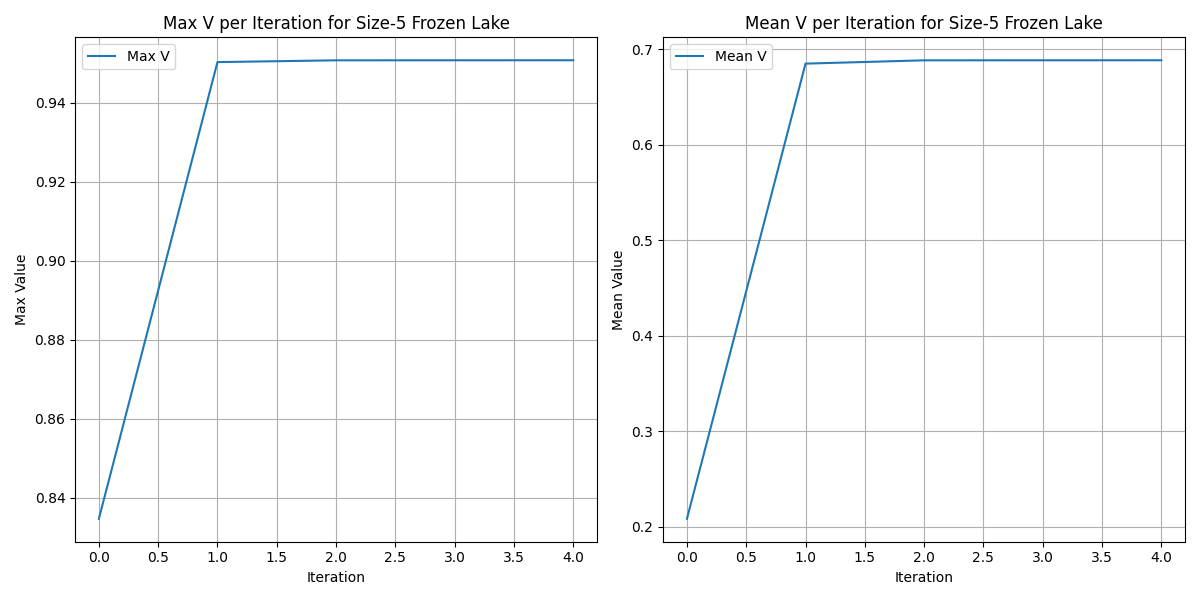 Max V per Iteration for Size-5 Frozen Lake
Max V
Max Value
0.94
0.92
0.90
0.88
0.86
0.84
0.0 0.5 1.0 1.5 2.0 2.5 3.0 3.5 4.0
Iteration
Mean V per Iteration for Size-5 Frozen Lake
Mean V
Mean Value
0.7
0.6
0.5
0.4
0.3
0.2
0.0 0.5 1.0 1.5 2.0 2.5 3.0 3.5 4.0
Iteration